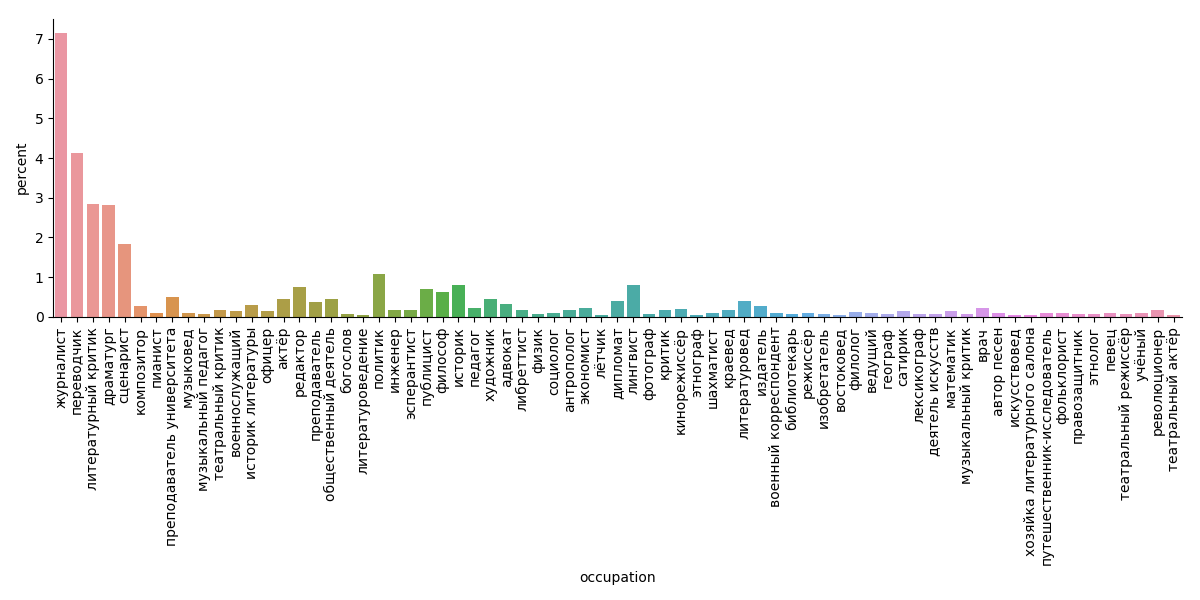 percent
7
6
5
4
3
2
1
0
журналист
переводчик
литературный критик
драматург
сценарист
композитор
пианист
преподаватель университета
музыковед
музыкальный педагог
театральный критик
военнослужащий
историк литературы
офицер
актёр
редактор
преподаватель
общественный деятель
богослов
литературоведение
политик
инженер
эсперантист
публицист
философ
историк
педагог
художник
адвокат
либреттист
физик
социолог
антрополог
экономист
лётчик
дипломат
лингвист
фотограф
критик
кинорежиссёр
этнограф
шахматист
краевед
литературовед
издатель
военный корреспондент
библиотекарь
режиссёр
изобретатель
востоковед
филолог
ведущий
географ
сатирик
лексикограф
деятель искусств
математик
музыкальный критик
врач
автор песен
искусствовед
хозяйка литературного салона
путешественник-исследователь
фольклорист
правозащитник
этнолог
певец
театральный режиссёр
учёный
революционер
театральный актёр
occupation